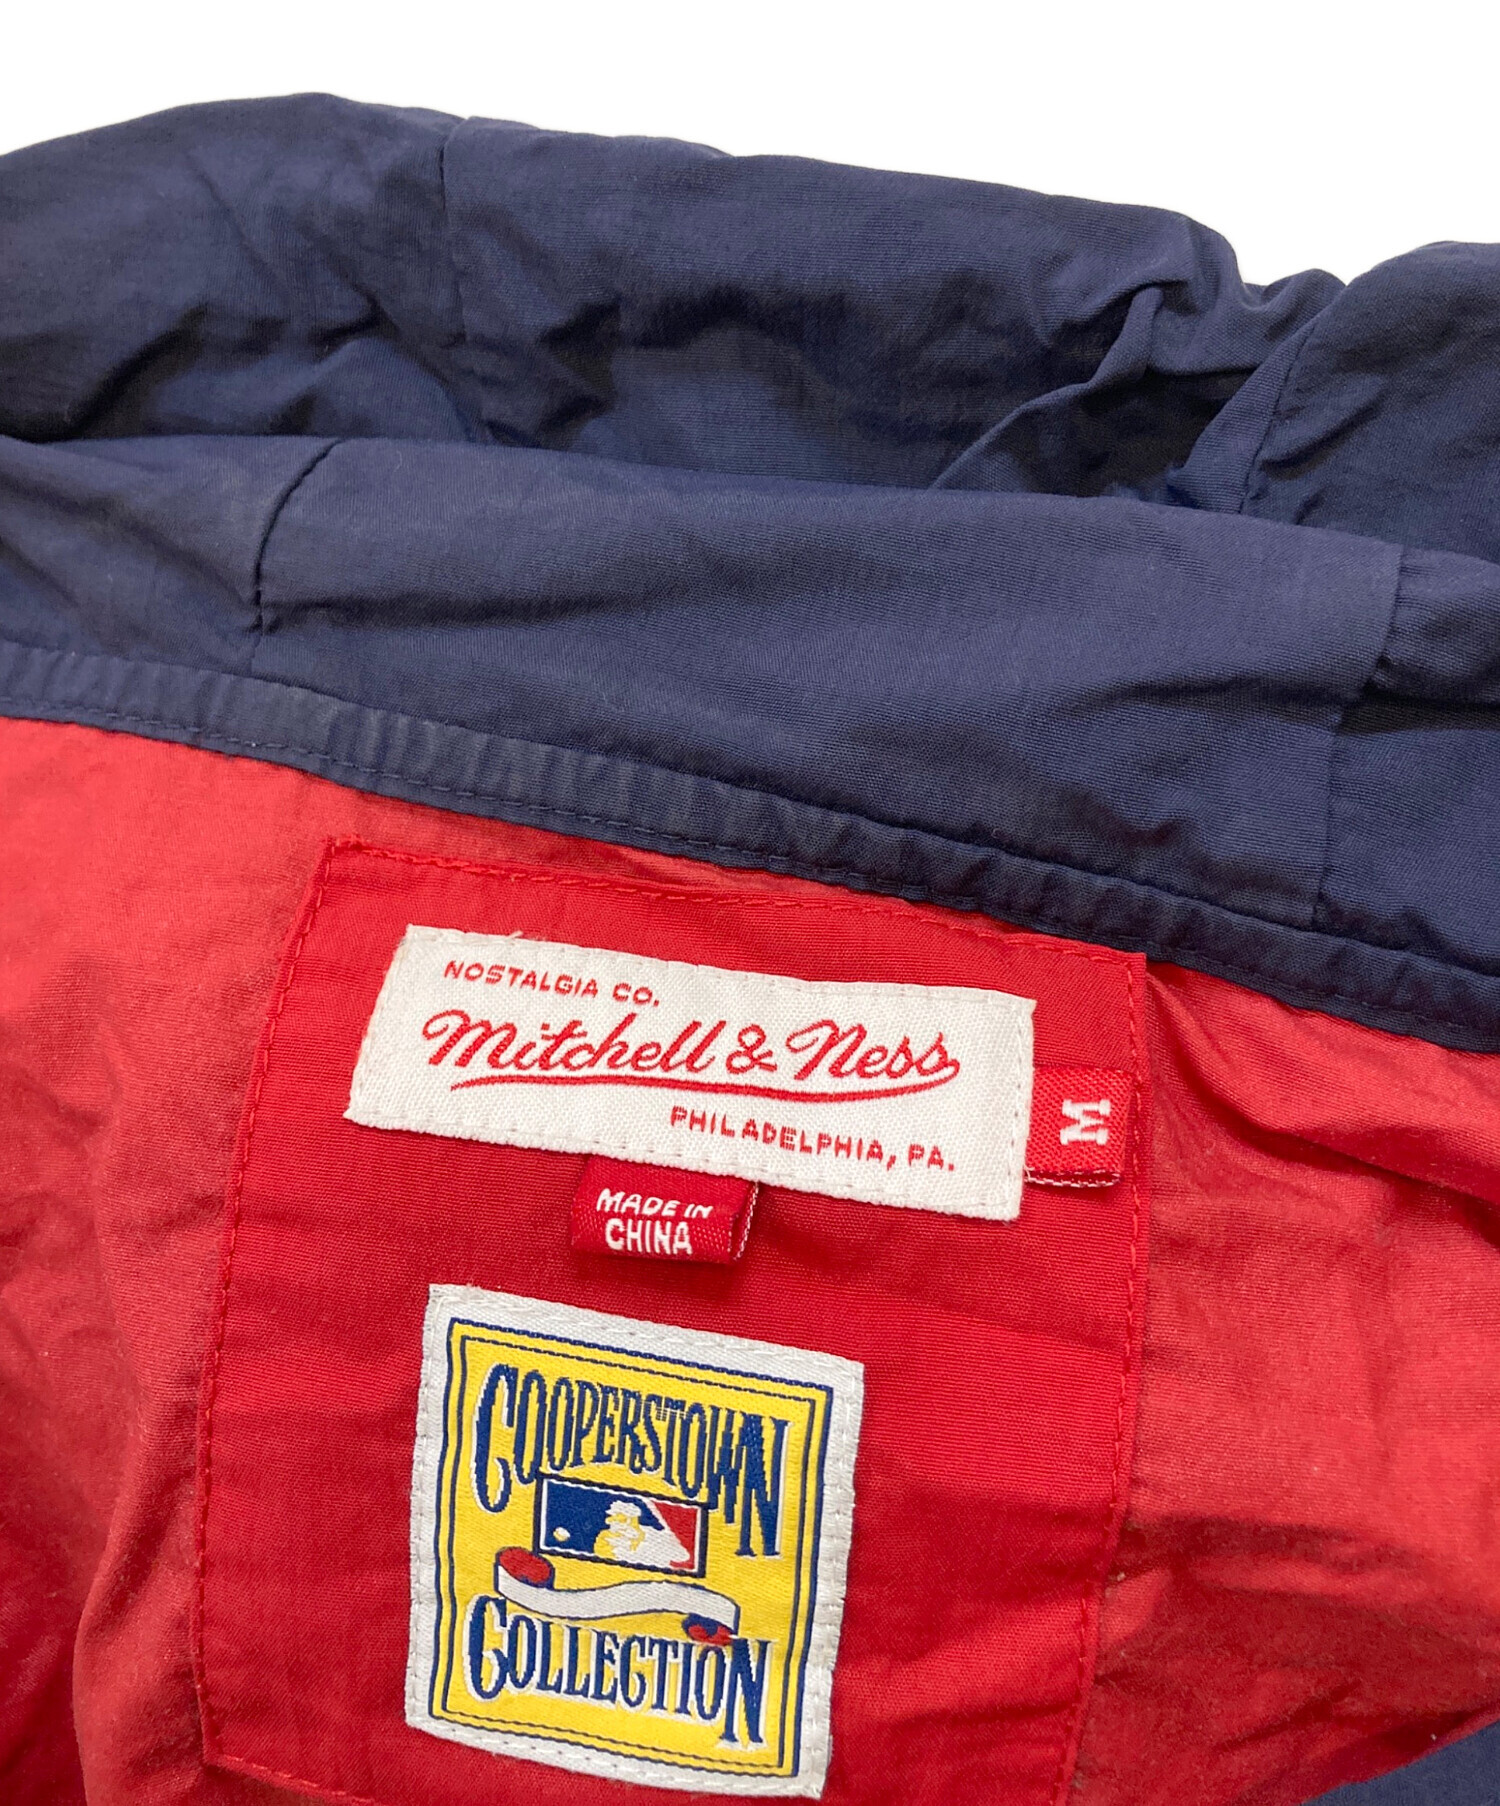 NOSTALGIA CO.
Mitchell & Ness
PHILADELPHIA, PA.
M
MADE IN
CHINA
COOPERSTOWN
COLLECTION